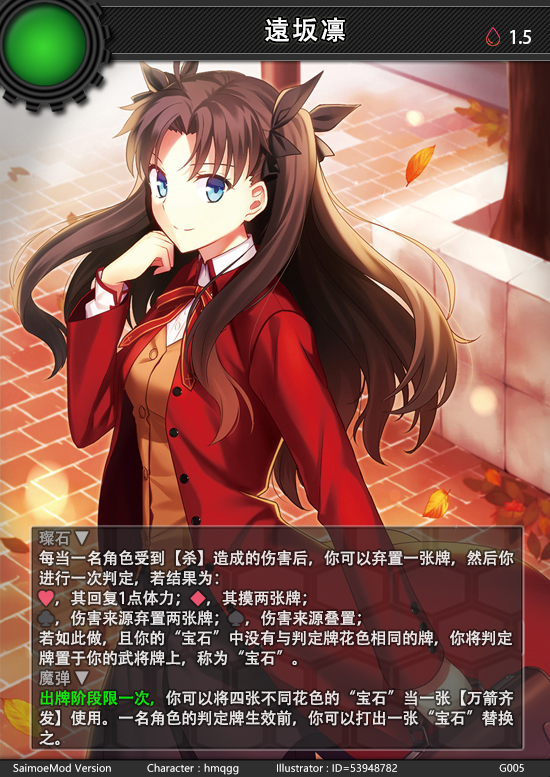 遠坂凛
1.5
璨石▼
每当一名角色受到【杀】造成的伤害后，你可以弃置一张牌，然后你
进行一次判定，若结果为：
♥，其回复1点体力；♦，其摸两张牌；
♣，伤害来源弃置两张牌；♠，伤害来源叠置；
若如此做，且你的“宝石”中没有与判定牌花色相同的牌，你将判定
牌置于你的武将牌上，称为“宝石”。
魔弹▼
出牌阶段限一次，你可以将四张不同花色的“宝石”当一张【万箭齐
发】使用。一名角色的判定牌生效前，你可以打出一张“宝石”替换
之。
SaimoeMod Version Character : hmqgg Illustrator : ID=53948782 G005